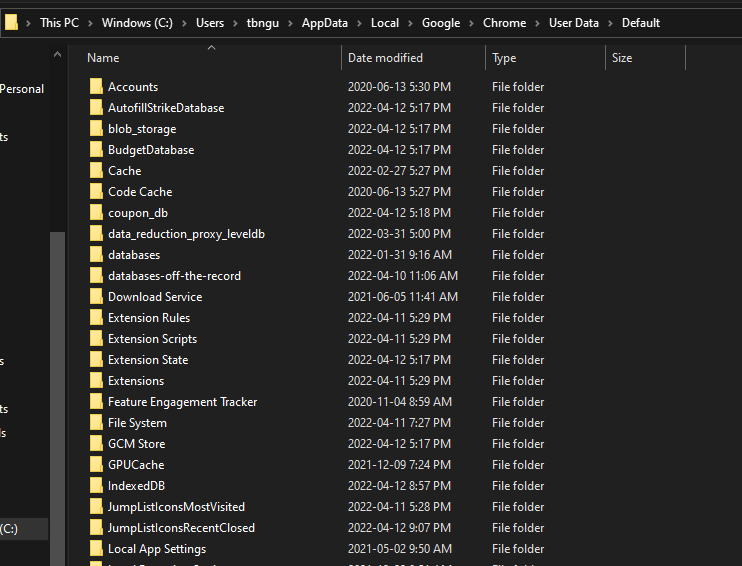 This PC > Windows (C:) > Users > tbngu > AppData > Local > Google > Chrome > User Data > Default
Name Date modified Type Size
Personal
ts
s
ts
ls
(C:)
Accounts 2020-06-13 5:30 PM File folder
AutofillStrikeDatabase 2022-04-12 5:17 PM File folder
blob_storage 2022-04-12 5:17 PM File folder
BudgetDatabase 2022-04-12 5:17 PM File folder
Cache 2022-02-27 5:27 PM File folder
Code Cache 2020-06-13 5:27 PM File folder
coupon_db 2022-04-12 5:18 PM File folder
data_reduction_proxy_leveldb 2022-03-31 5:00 PM File folder
databases 2022-01-31 9:16 AM File folder
databases-off-the-record 2022-04-10 11:06 AM File folder
Download Service 2021-06-05 11:41 AM File folder
Extension Rules 2022-04-11 5:29 PM File folder
Extension Scripts 2022-04-11 5:29 PM File folder
Extension State 2022-04-12 5:17 PM File folder
Extensions 2022-04-11 5:29 PM File folder
Feature Engagement Tracker 2020-11-04 8:59 AM File folder
File System 2022-04-11 7:27 PM File folder
GCM Store 2022-04-12 5:17 PM File folder
GPUCache 2021-12-09 7:24 PM File folder
IndexedDB 2022-04-12 8:57 PM File folder
JumpListIconsMostVisited 2022-04-11 5:28 PM File folder
JumpListIconsRecentClosed 2022-04-12 9:07 PM File folder
Local App Settings 2021-05-02 9:50 AM File folder